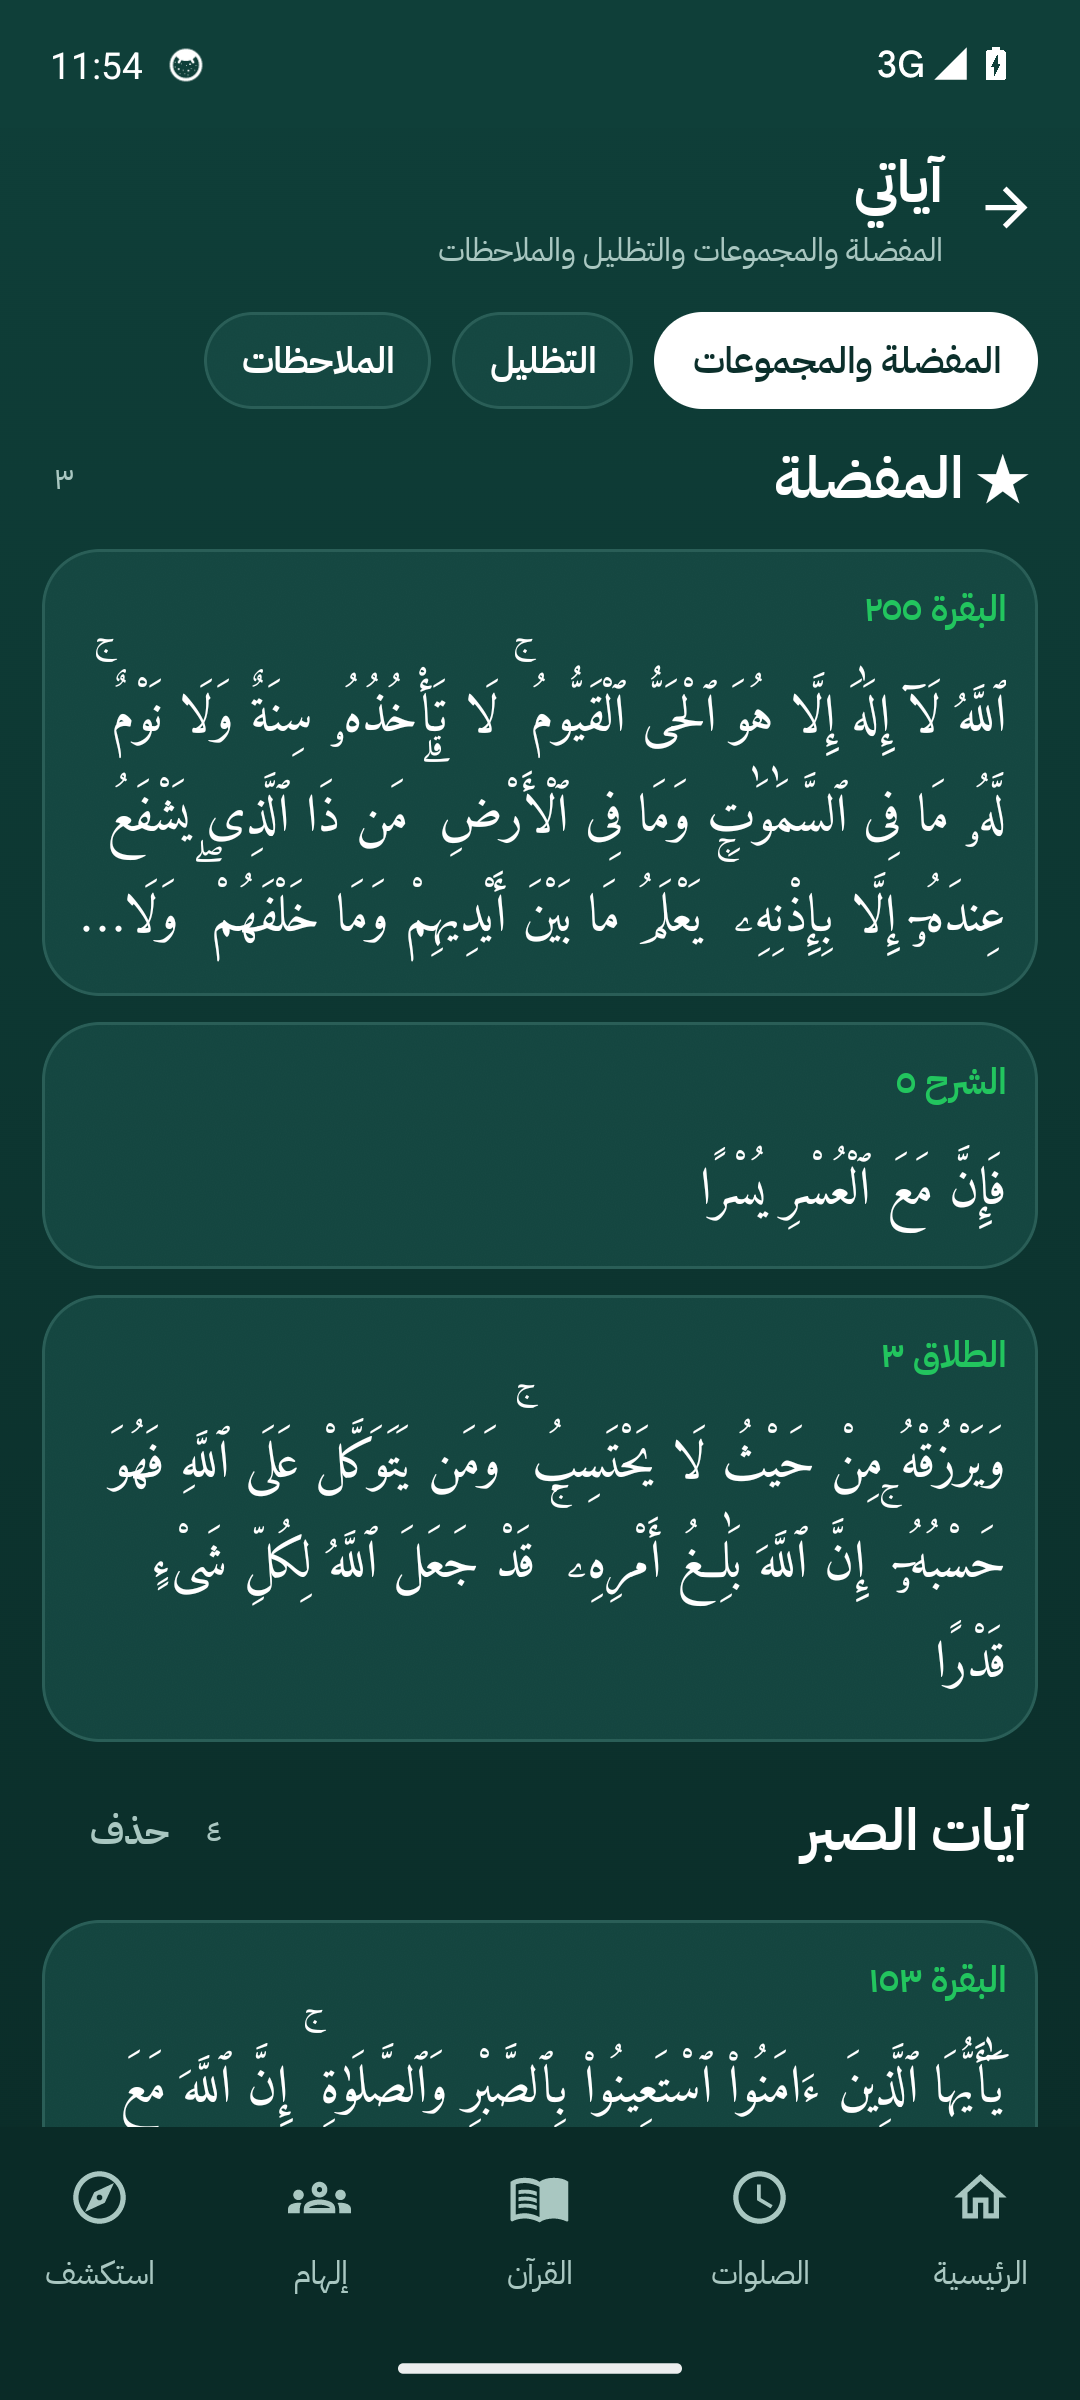 11:54
3G
آياتي
المفضلة والمجموعات والتظليل والملاحظات
المفضلة والمجموعات
التظليل
الملاحظات
المفضلة
٣
البقرة ٢٥٥
ٱللَّهُ لَآ إِلَٰهَ إِلَّا هُوَ ٱلْحَىُّ ٱلْقَيُّومُ ۚ لَا تَأْخُذُهُۥ سِنَةٌ وَلَا نَوْمٌ ۚ
لَّهُۥ مَا فِى ٱلسَّمَٰوَٰتِ وَمَا فِى ٱلْأَرْضِ ۗ مَن ذَا ٱلَّذِى يَشْفَعُ
عِندَهُۥٓ إِلَّا بِإِذْنِهِۦ ۚ يَعْلَمُ مَا بَيْنَ أَيْدِيهِمْ وَمَا خَلْفَهُمْ ۖ وَلَا...
الشرح ٥
فَإِنَّ مَعَ ٱلْعُسْرِ يُسْرًا
الطلاق ٣
وَيَرْزُقْهُ مِنْ حَيْثُ لَا يَحْتَسِبُ ۚ وَمَن يَتَوَكَّلْ عَلَى ٱللَّهِ فَهُوَ
حَسْبُهُۥٓ ۚ إِنَّ ٱللَّهَ بَٰلِغُ أَمْرِهِۦ ۚ قَدْ جَعَلَ ٱللَّهُ لِكُلِّ شَىْءٍ
قَدْرًا
آيات الصبر
٤
حذف
البقرة ١٥٣
يَٰٓأَيُّهَا ٱلَّذِينَ ءَامَنُوا۟ ٱسْتَعِينُوا۟ بِٱلصَّبْرِ وَٱلصَّلَوٰةِ ۚ إِنَّ ٱللَّهَ مَعَ
الرئيسية
الصلوات
القرآن
إلهام
استكشف